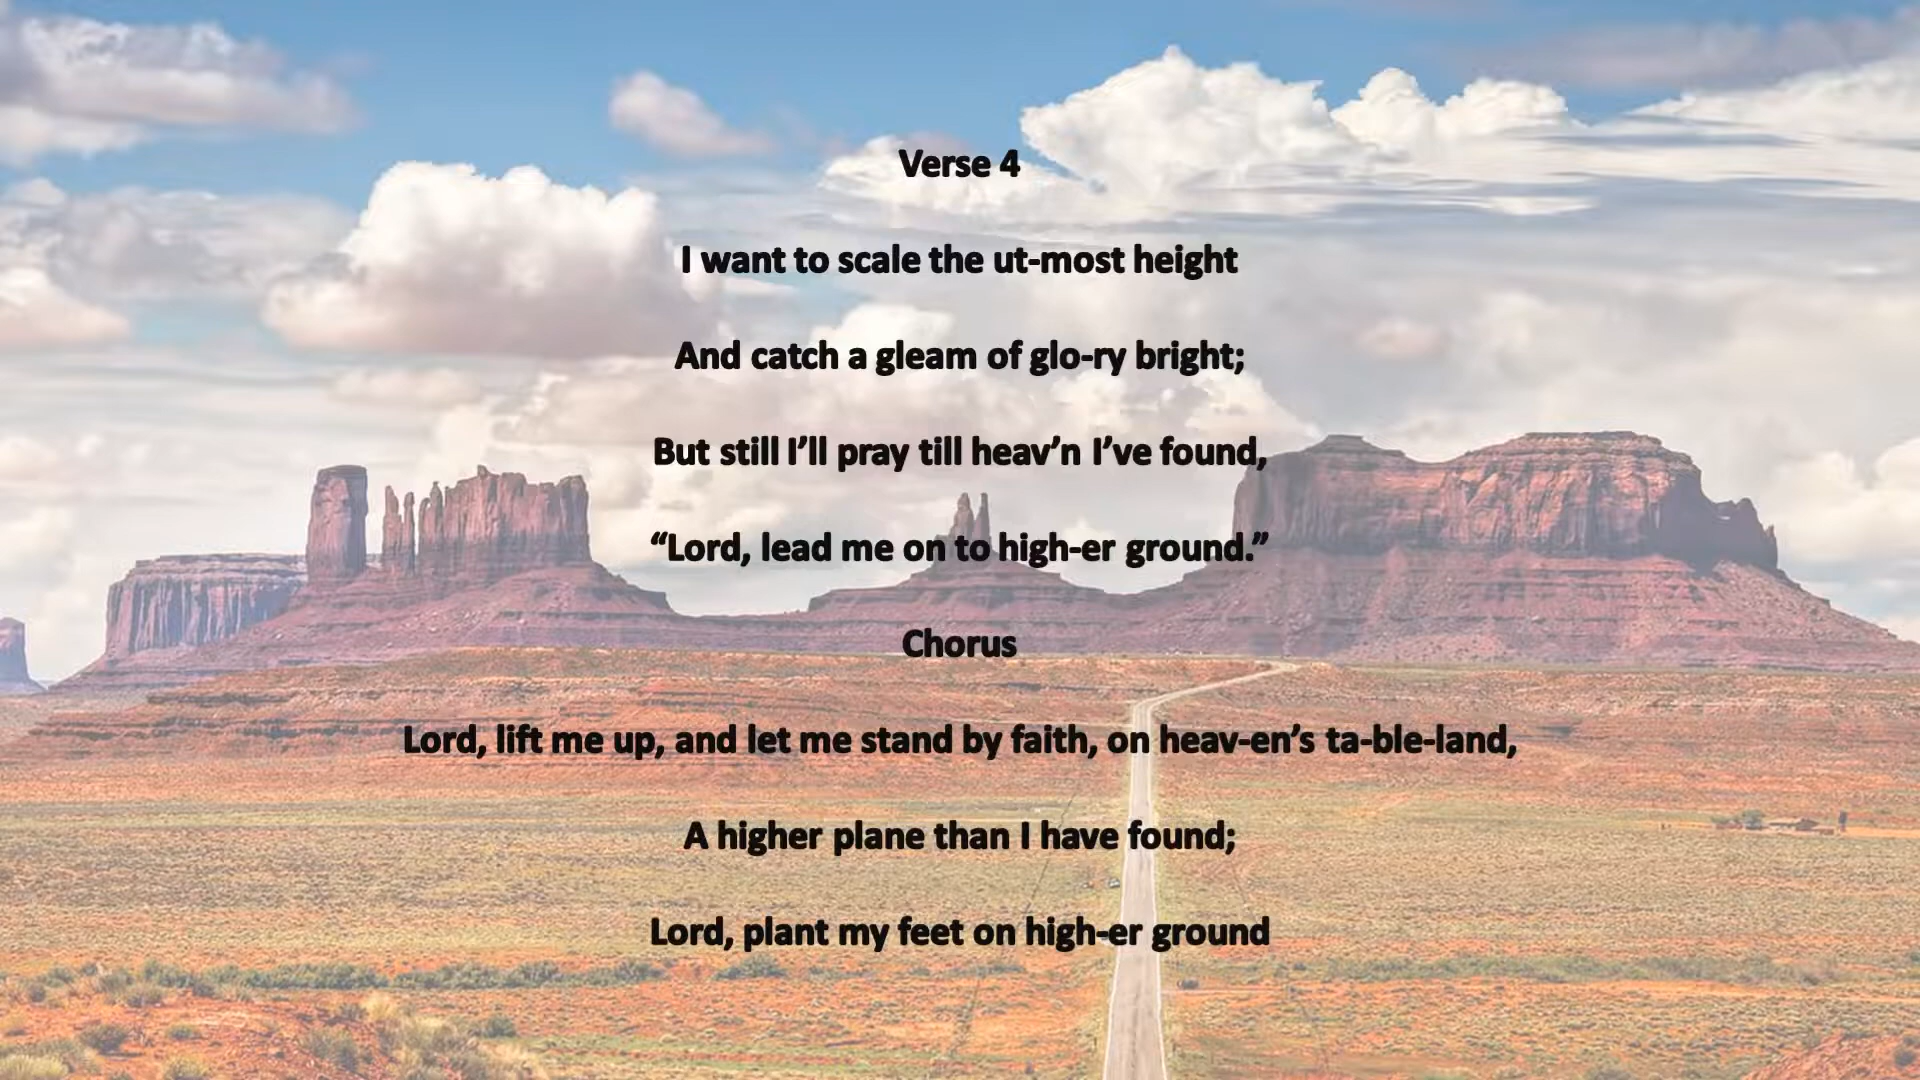 Verse 4
I want to scale the ut-most height
And catch a gleam of glo-ry bright;
But still I’ll pray till heav’n I’ve found,
“Lord, lead me on to high-er ground.”
Chorus
Lord, lift me up, and let me stand by faith, on heav-en’s ta-ble-land,
A higher plane than I have found;
Lord, plant my feet on high-er ground